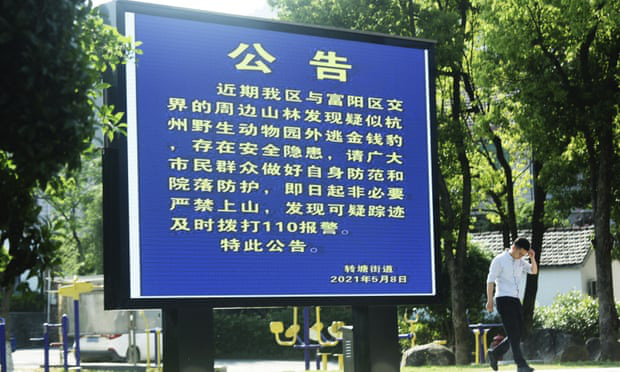 公告
近期我区与富阳区交
界的周边山林发现疑似杭
州野生动物园外逃金钱豹
，存在安全隐患，请广大
市民群众做好自身防范和
院落防护，即日起非必要
严禁上山，发现可疑踪迹
及时拨打110报警。
特此公告。
转塘街道
2021年5月8日